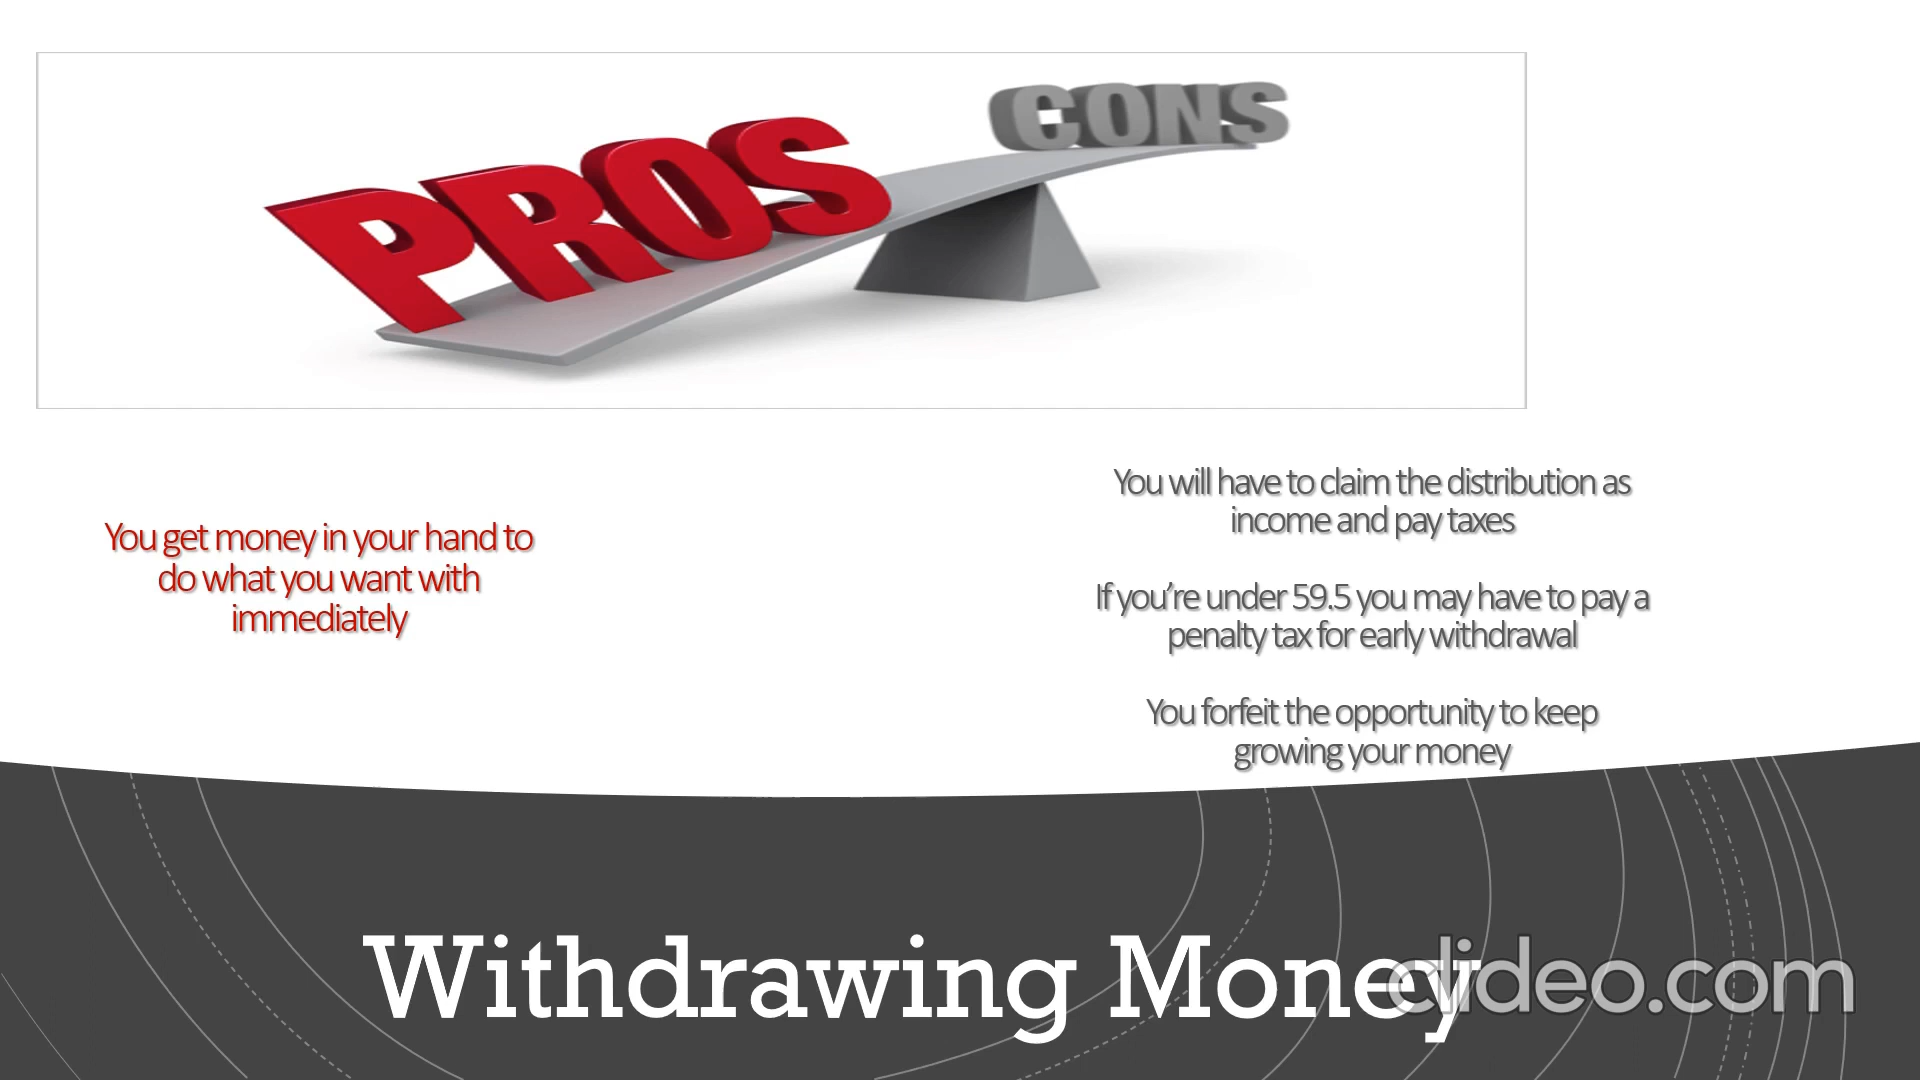 PROS
CONS
You get money in your hand to
do what you want with
immediately
You will have to claim the distribution as
income and pay taxes
If you’re under 59.5 you may have to pay a
penalty tax for early withdrawal
You forfeit the opportunity to keep
growing your money
Withdrawing Money
clideo.com